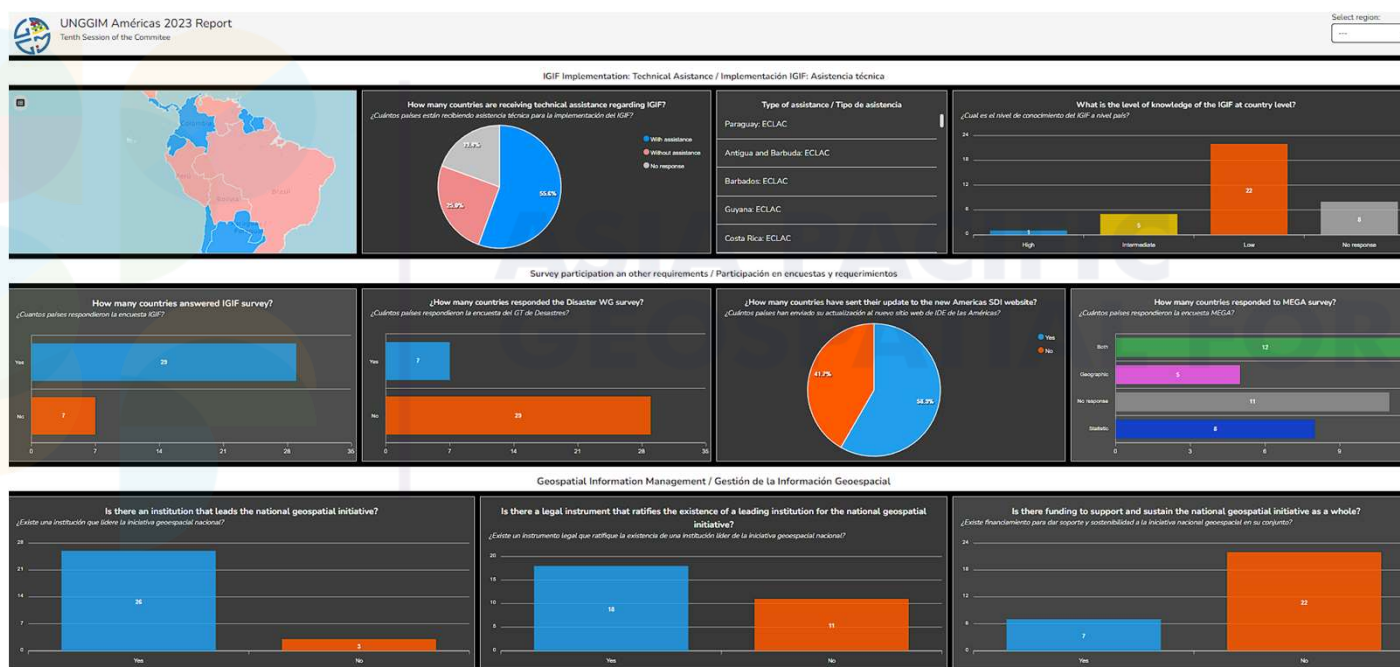 UNGGIM Américas 2023 Report
Tenth Session of the Commitee
Select region:
---
IGIF Implementation: Technical Asistance / Implementación IGIF: Asistencia técnica
Colombia
Perú
Brasil
Bolivia
How many countries are receiving technical assistance regarding IGIF?
¿Cuántos países están recibiendo asistencia técnica para la implementación del IGIF?
55.6%
With assistance
Without assistance
No response
Type of assistance / Tipo de asistencia
Paraguay: ECLAC
Antigua and Barbuda: ECLAC
Barbados: ECLAC
Guyana: ECLAC
Costa Rica: ECLAC
What is the level of knowledge of the IGIF at country level?
¿Cual es el nivel de conocimiento del IGIF a nivel país?
24
18
12
6
0
1
5
22
8
High
Intermediate
Low
No response
ASIA PACIFIC
GEOSPATIAL FOR
Survey participation an other requirements / Participación en encuestas y requerimientos
How many countries answered IGIF survey?
¿Cuantos países respondieron la encuesta IGIF?
Yes
29
No
7
0
7
14
21
28
35
¿How many countries responded the Disaster WG survey?
¿Cuántos países respondieron la encuesta del GT de Desastres?
Yes
7
No
29
0
7
14
21
28
35
¿How many countries have sent their update to the new Americas SDI website?
¿Cuántos países han enviado su actualización al nuevo sitio web de IDE de las Américas?
41.7%
58.3%
Yes
No
How many countries responded to MEGA survey?
¿Cuántos países respondieron la encuesta MEGA?
Both
12
Geographic
5
No response
11
Statistic
8
0
3
6
9
Geospatial Information Management / Gestión de la Información Geoespacial
Is there an institution that leads the national geospatial initiative?
¿Existe una institución que lidere la iniciativa geoespacial nacional?
28
21
14
7
0
26
3
Yes
No
Is there a legal instrument that ratifies the existence of a leading institution for the national geospatial
initiative?
¿Existe un instrumento legal que ratifique la existencia de una institución líder de la iniciativa geoespacial nacional?
20
15
10
5
0
18
11
Yes
No
Is there funding to support and sustain the national geospatial initiative as a whole?
¿Existe financiamiento para dar soporte y sostenibilidad a la iniciativa nacional geoespacial en su conjunto?
24
18
12
6
0
7
22
Yes
No